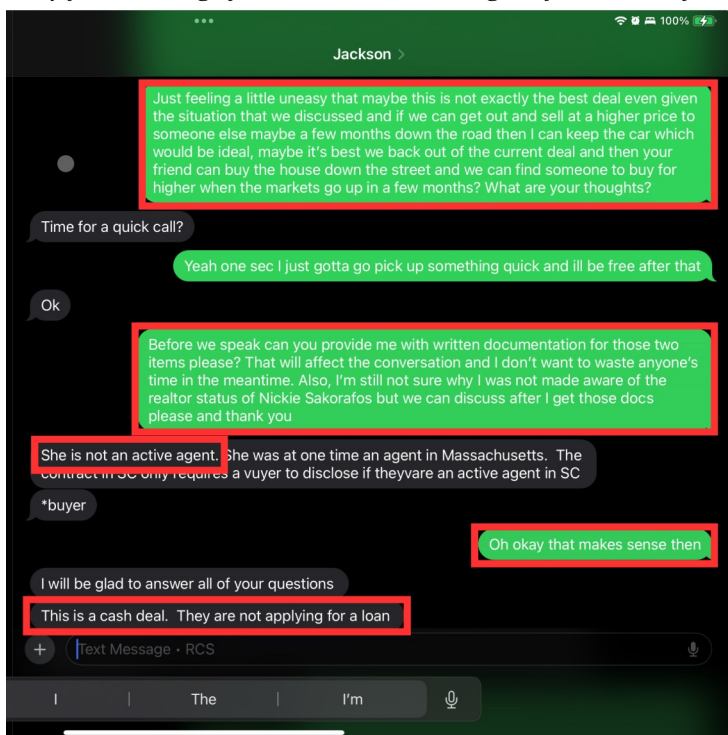 100%
Jackson >
Just feeling a little uneasy that maybe this is not exactly the best deal even given
the situation that we discussed and if we can get out and sell at a higher price to
someone else maybe a few months down the road then I can keep the car which
would be ideal, maybe it’s best we back out of the current deal and then your
friend can buy the house down the street and we can find someone to buy for
higher when the markets go up in a few months? What are your thoughts?
Time for a quick call?
Yeah one sec I just gotta go pick up something quick and ill be free after that
Ok
Before we speak can you provide me with written documentation for those two
items please? That will affect the conversation and I don’t want to waste anyone’s
time in the meantime. Also, I’m still not sure why I was not made aware of the
realtor status of Nickie Sakorafos but we can discuss after I get those docs
please and thank you
She is not an active agent. She was at one time an agent in Massachusetts. The
contract in SC only requires a vuyer to disclose if theyvare an active agent in SC
*buyer
Oh okay that makes sense then
I will be glad to answer all of your questions
This is a cash deal. They are not applying for a loan
Text Message • RCS
I
The
I’m